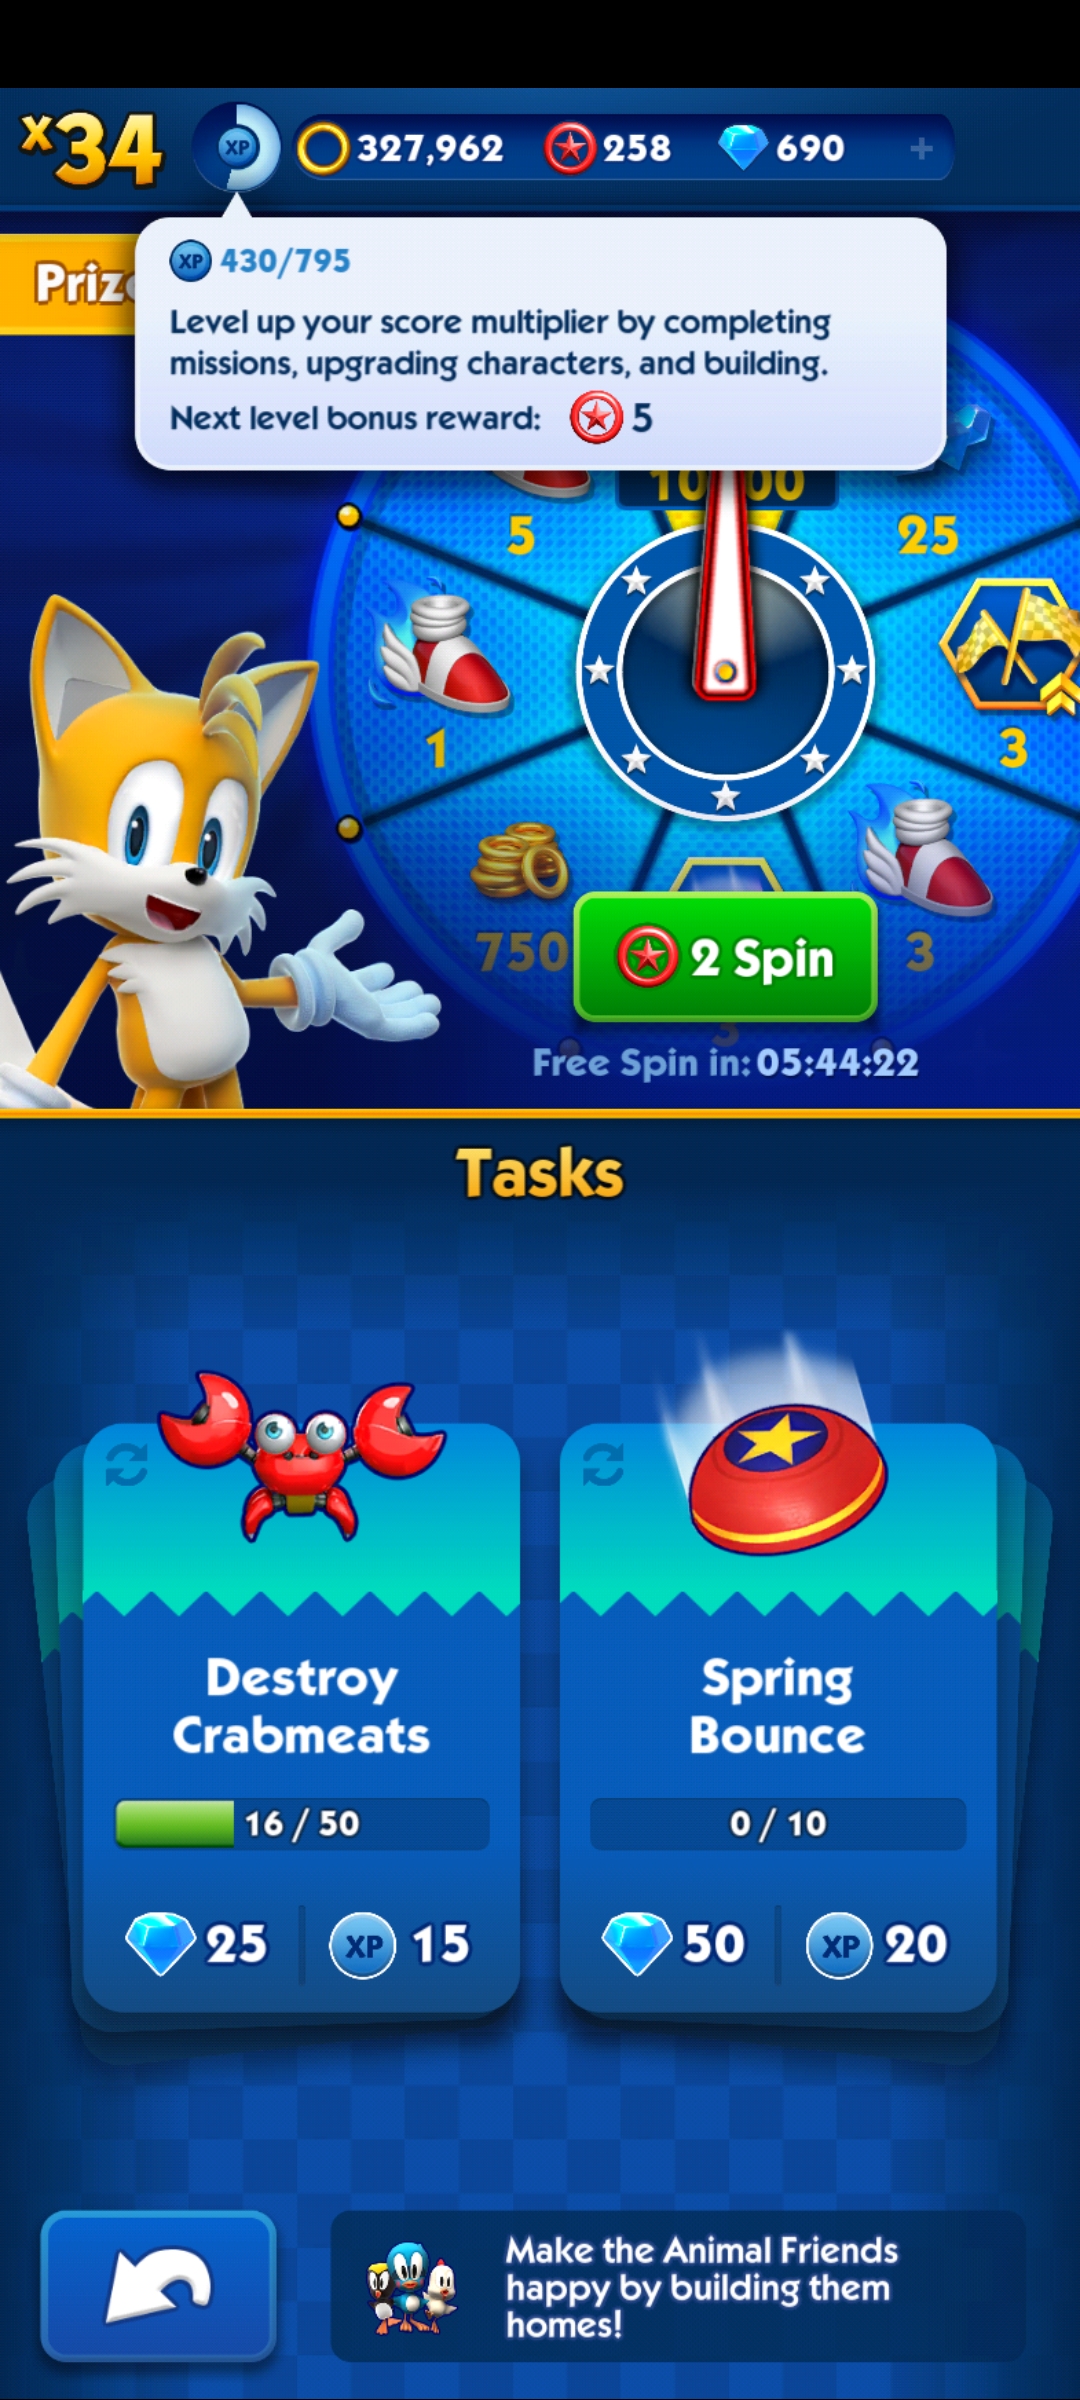 x34
XP
327,962
258
690
+
Priz
XP 430/795
Level up your score multiplier by completing
missions, upgrading characters, and building.
Next level bonus reward: 5
5
25
1
3
750
2 Spin
3
3
Free Spin in: 05:44:22
Tasks
Destroy
Crabmeats
16 / 50
25
XP 15
Spring
Bounce
0 / 10
50
XP 20
Make the Animal Friends
happy by building them
homes!